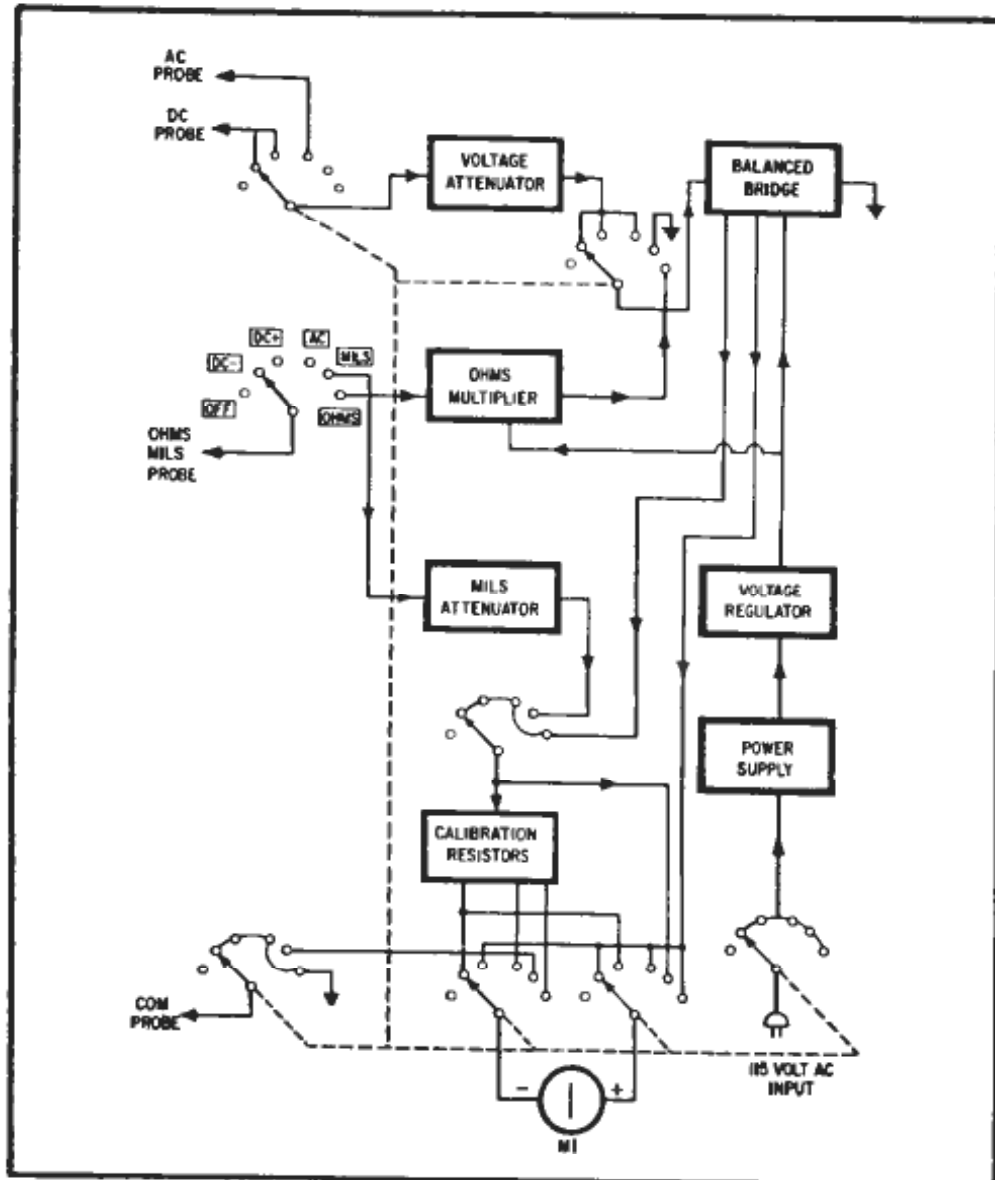 AC
PROBE
DC
PROBE
VOLTAGE
ATTENUATOR
BALANCED
BRIDGE
DC+
AC
DC-
MILS
OFF
OHMS
OHMS
MILS
PROBE
OHMS
MULTIPLIER
MILS
ATTENUATOR
VOLTAGE
REGULATOR
POWER
SUPPLY
CALIBRATION
RESISTORS
COM
PROBE
- +
M1
115 VOLT AC
INPUT